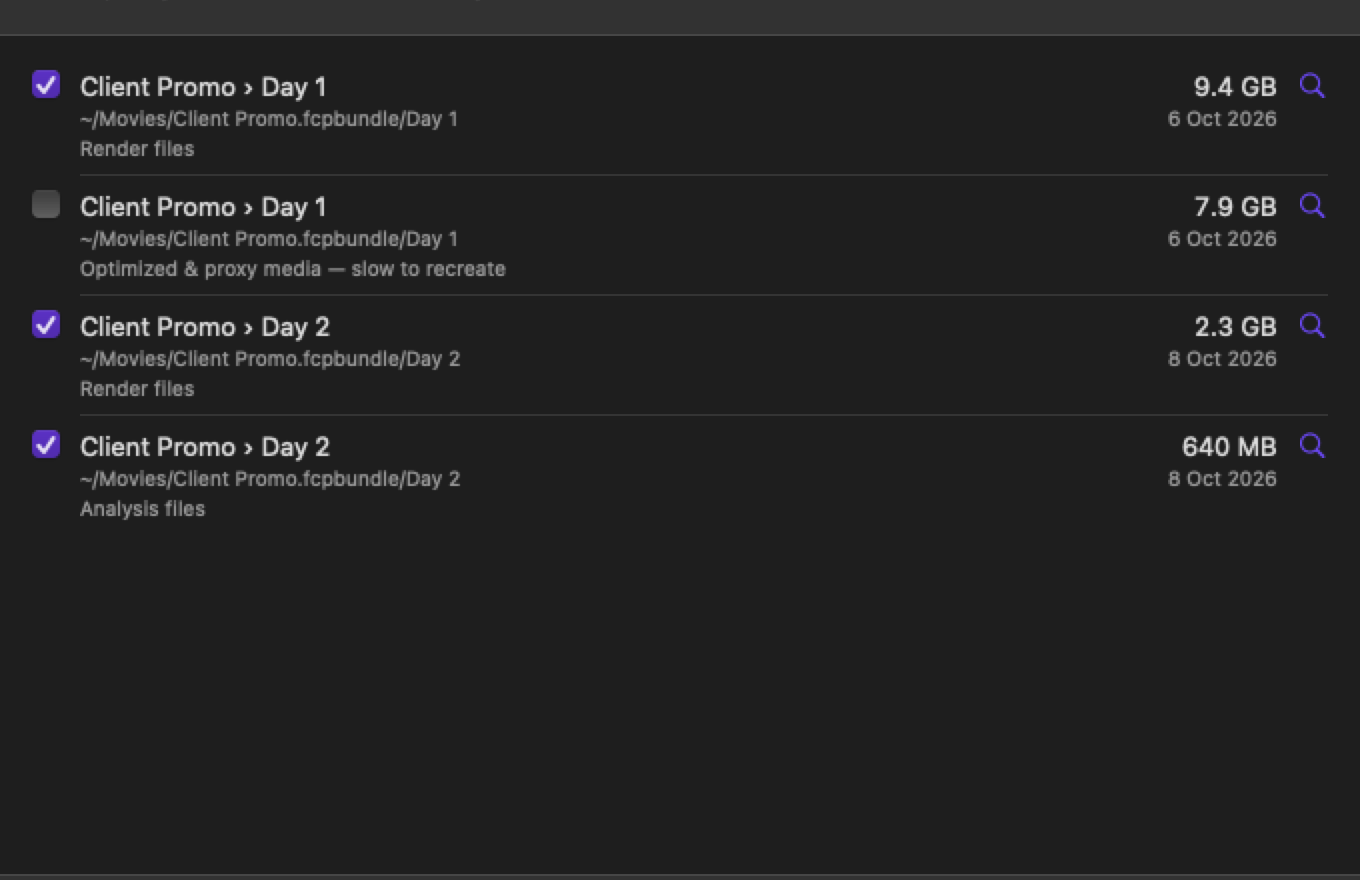 Client Promo › Day 1
9.4 GB
~/Movies/Client Promo.fcpbundle/Day 1
6 Oct 2026
Render files
Client Promo › Day 1
7.9 GB
~/Movies/Client Promo.fcpbundle/Day 1
6 Oct 2026
Optimized & proxy media — slow to recreate
Client Promo › Day 2
2.3 GB
~/Movies/Client Promo.fcpbundle/Day 2
8 Oct 2026
Render files
Client Promo › Day 2
640 MB
~/Movies/Client Promo.fcpbundle/Day 2
8 Oct 2026
Analysis files